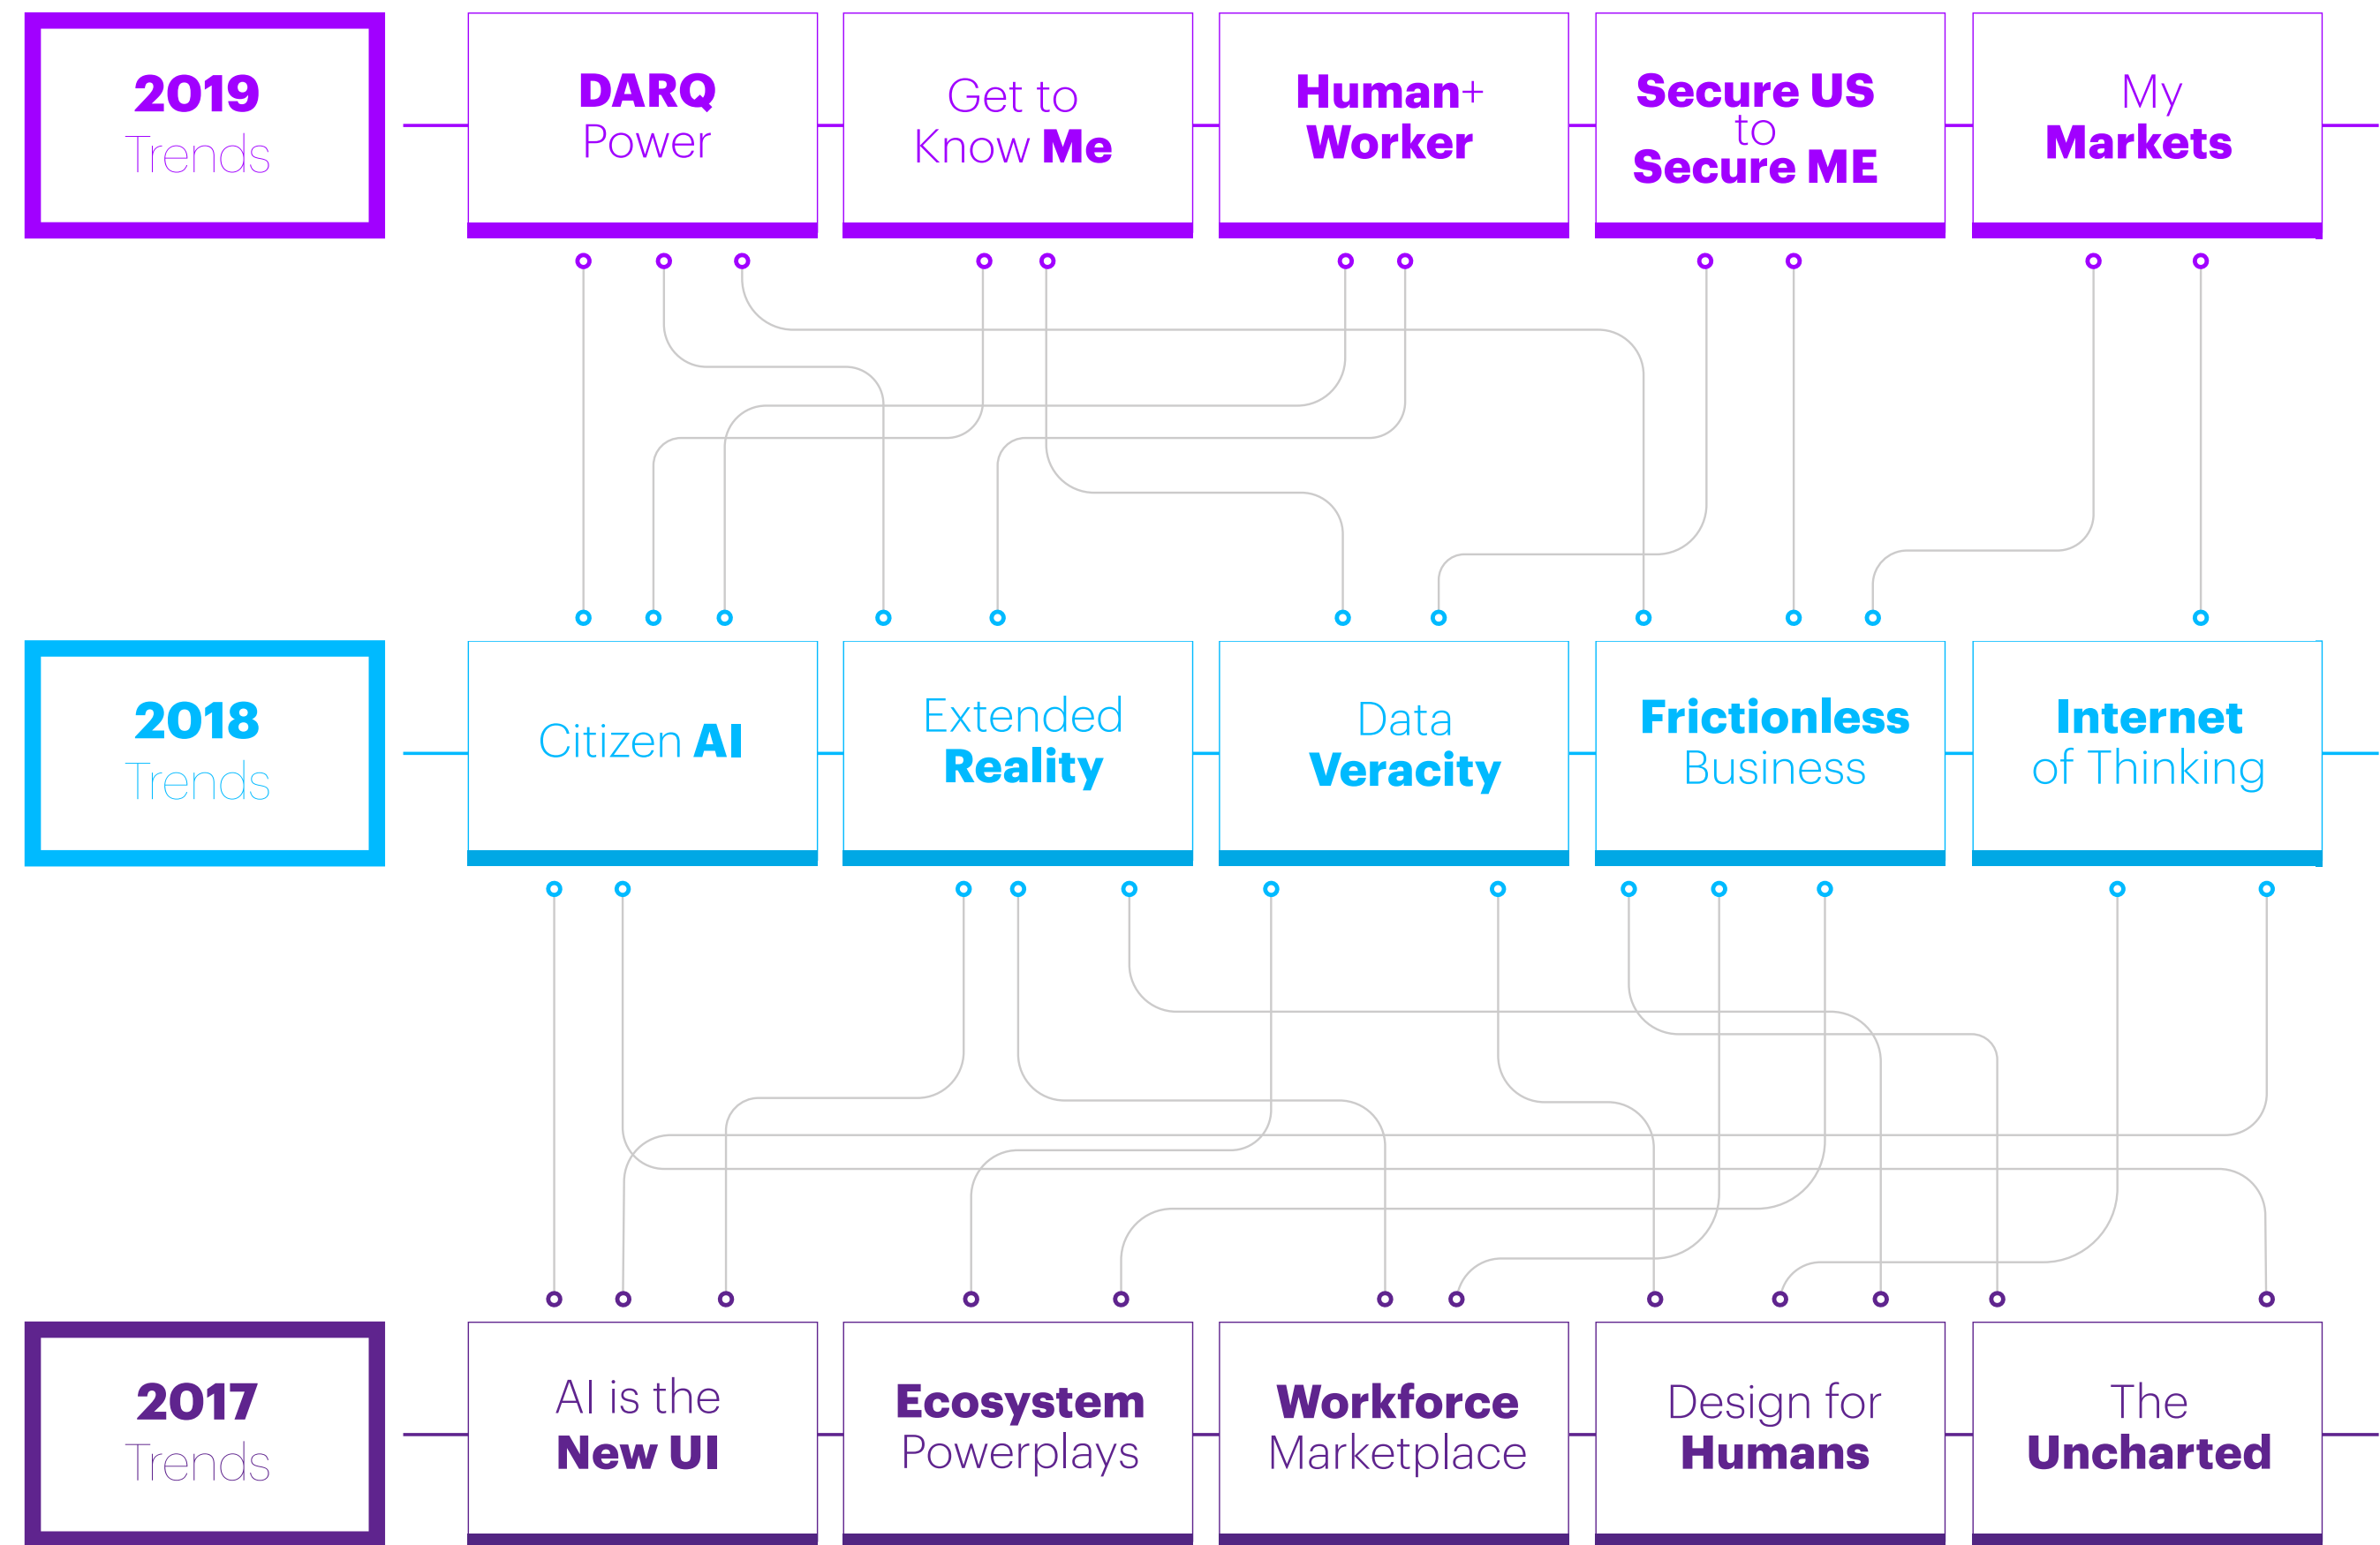 2019
Trends
DARQ
Power
Get to
Know Me
Human+
Worker
Secure US
to
Secure ME
My
Markets
2018
Trends
Citizen AI
Extended
Reality
Data
Veracity
Frictionless
Business
Internet
of Thinking
2017
Trends
AI is the
New UI
Ecosystem
Powerplays
Workforce
Marketplace
Design for
Humans
The
Uncharted